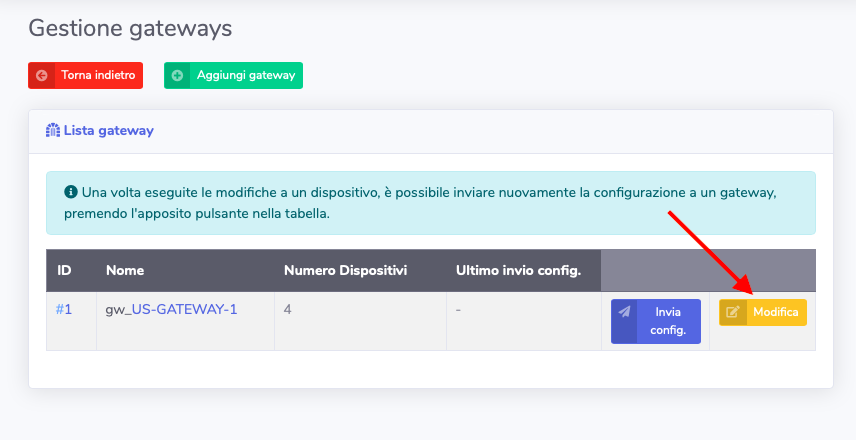 Gestione gateways
Torna indietro
Aggiungi gateway
Lista gateway
Una volta eseguite le modifiche a un dispositivo, è possibile inviare nuovamente la configurazione a un gateway,
premendo l'apposito pulsante nella tabella.
ID Nome Numero Dispositivi Ultimo invio config.
#1 gw_US-GATEWAY-1 4 - Invia Modifica
config.